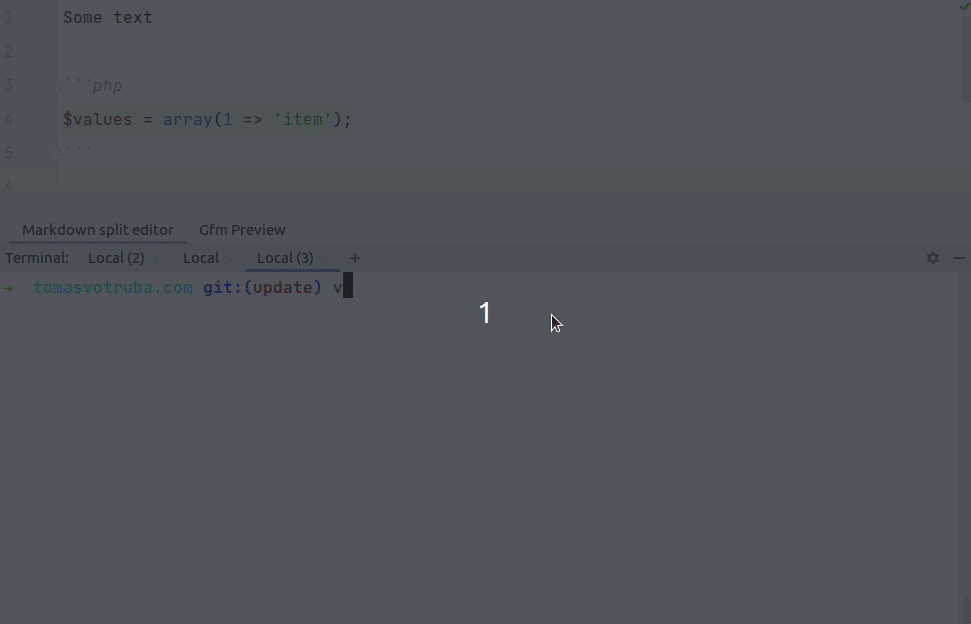 1 Some text
2
3 ```php
4 $values = array(1 => 'item');
5 ```
6
Markdown split editor Gfm Preview
Terminal: Local (2) Local Local (3) +
→ tomasvotruba.com git:(update) v
1